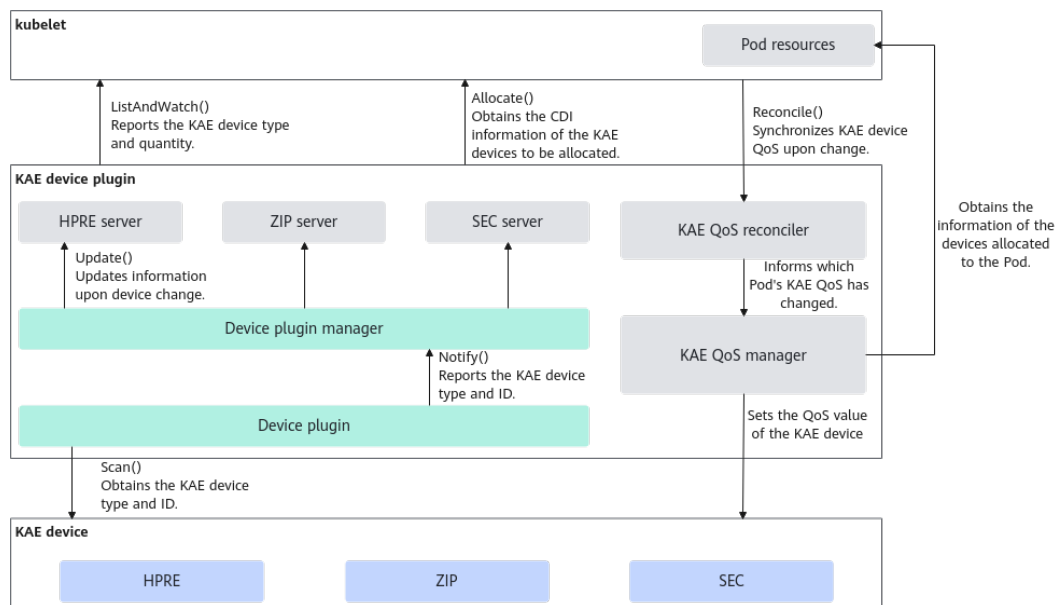 kubelet
Pod resources
ListAndWatch()
Reports the KAE device type
and quantity.
Allocate()
Obtains the CDI
information of the KAE
devices to be allocated.
Reconcile()
Synchronizes KAE device
QoS upon change.
KAE device plugin
HPRE server
ZIP server
SEC server
KAE QoS reconciler
Obtains the
information of the
devices allocated
to the Pod.
Update()
Updates information
upon device change.
Informs which
Pod's KAE QoS has
changed.
Device plugin manager
KAE QoS manager
Notify()
Reports the KAE device
type and ID.
Device plugin
Sets the QoS value
of the KAE device
Scan()
Obtains the KAE device
type and ID.
KAE device
HPRE
ZIP
SEC